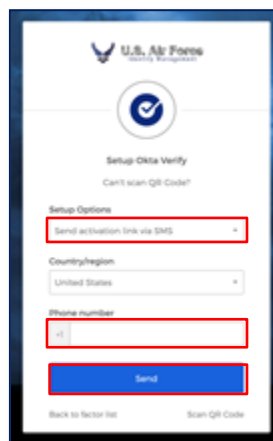 U.S. Air Force
Identity Management
Setup Okta Verify
Can't scan QR Code?
Setup Options
Send activation link via SMS
Country/region
United States
Phone number
+1
Send
Back to factor list
Scan QR Code